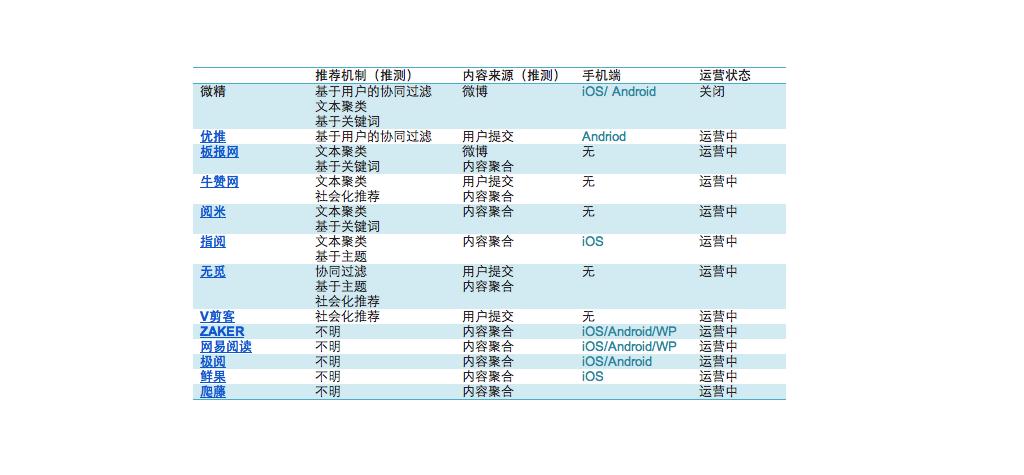 推荐机制（推测） 内容来源（推测） 手机端 运营状态
微精 基于用户的协同过滤 微博 iOS/ Android 关闭
文本聚类
基于关键词
优推 基于用户的协同过滤 用户提交 Andriod 运营中
板报网 文本聚类 微博 无 运营中
基于关键词 内容聚合
牛赞网 文本聚类 用户提交 无 运营中
社会化推荐 内容聚合
阅米 文本聚类 内容聚合 无 运营中
基于关键词
指阅 文本聚类 内容聚合 iOS 运营中
基于主题
无觅 协同过滤 用户提交 无 运营中
基于主题 内容聚合
社会化推荐
V剪客 社会化推荐 用户提交 无 运营中
ZAKER 不明 内容聚合 iOS/Android/WP 运营中
网易阅读 不明 内容聚合 iOS/Android/WP 运营中
极阅 不明 内容聚合 iOS/Android 运营中
鲜果 不明 内容聚合 iOS 运营中
爬藤 不明 内容聚合 运营中